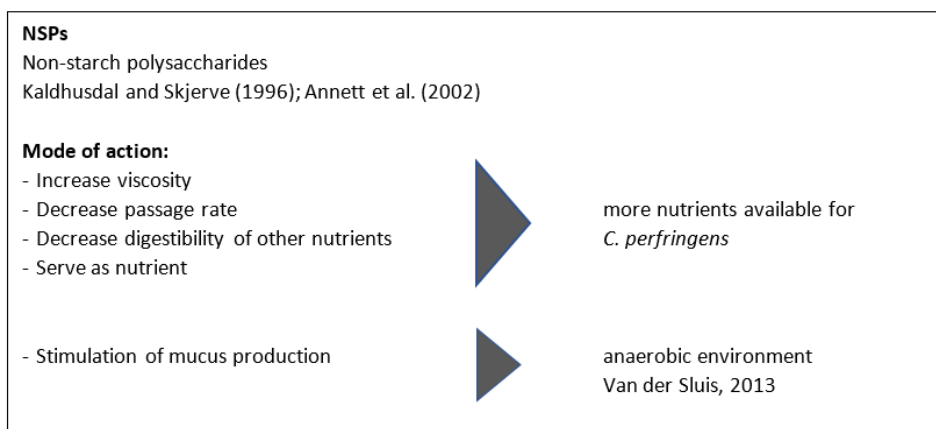 NSPs
Non-starch polysaccharides
Kaldhusdal and Skjerve (1996); Annett et al. (2002)
Mode of action:
- Increase viscosity
- Decrease passage rate
- Decrease digestibility of other nutrients
- Serve as nutrient
more nutrients available for
C. perfringens
- Stimulation of mucus production
anaerobic environment
Van der Sluis, 2013